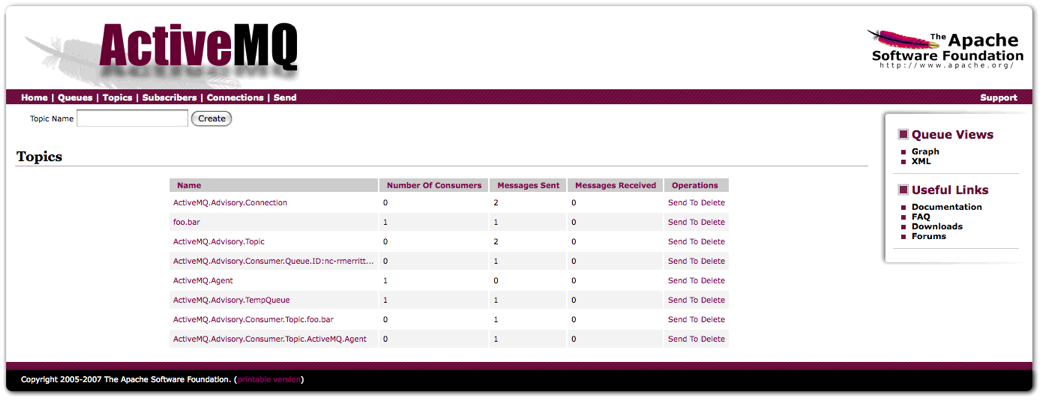 ActiveMQ
The Apache
Software Foundation
http://www.apache.org/
Home | Queues | Topics | Subscribers | Connections | Send
Support
Topic Name Create
Topics
Name Number Of Consumers Messages Sent Messages Received Operations
ActiveMQ.Advisory.Connection 0 2 0 Send To Delete
foo.bar 1 1 0 Send To Delete
ActiveMQ.Advisory.Topic 0 2 0 Send To Delete
ActiveMQ.Advisory.Consumer.Queue.ID:nc-rmerritt... 0 1 0 Send To Delete
ActiveMQ.Agent 1 0 0 Send To Delete
ActiveMQ.Advisory.TempQueue 1 1 0 Send To Delete
ActiveMQ.Advisory.Consumer.Topic.foo.bar 0 1 0 Send To Delete
ActiveMQ.Advisory.Consumer.Topic.ActiveMQ.Agent 0 1 0 Send To Delete
Queue Views
Graph
XML
Useful Links
Documentation
FAQ
Downloads
Forums
Copyright 2005-2007 The Apache Software Foundation. (printable version)